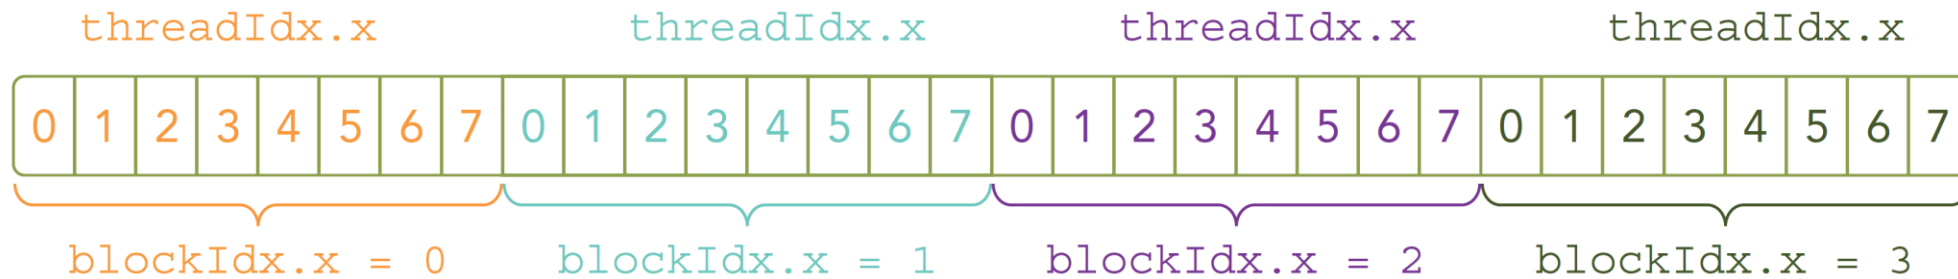 threadIdx.x threadIdx.x threadIdx.x threadIdx.x
0 1 2 3 4 5 6 7 0 1 2 3 4 5 6 7 0 1 2 3 4 5 6 7 0 1 2 3 4 5 6 7
blockIdx.x = 0 blockIdx.x = 1 blockIdx.x = 2 blockIdx.x = 3